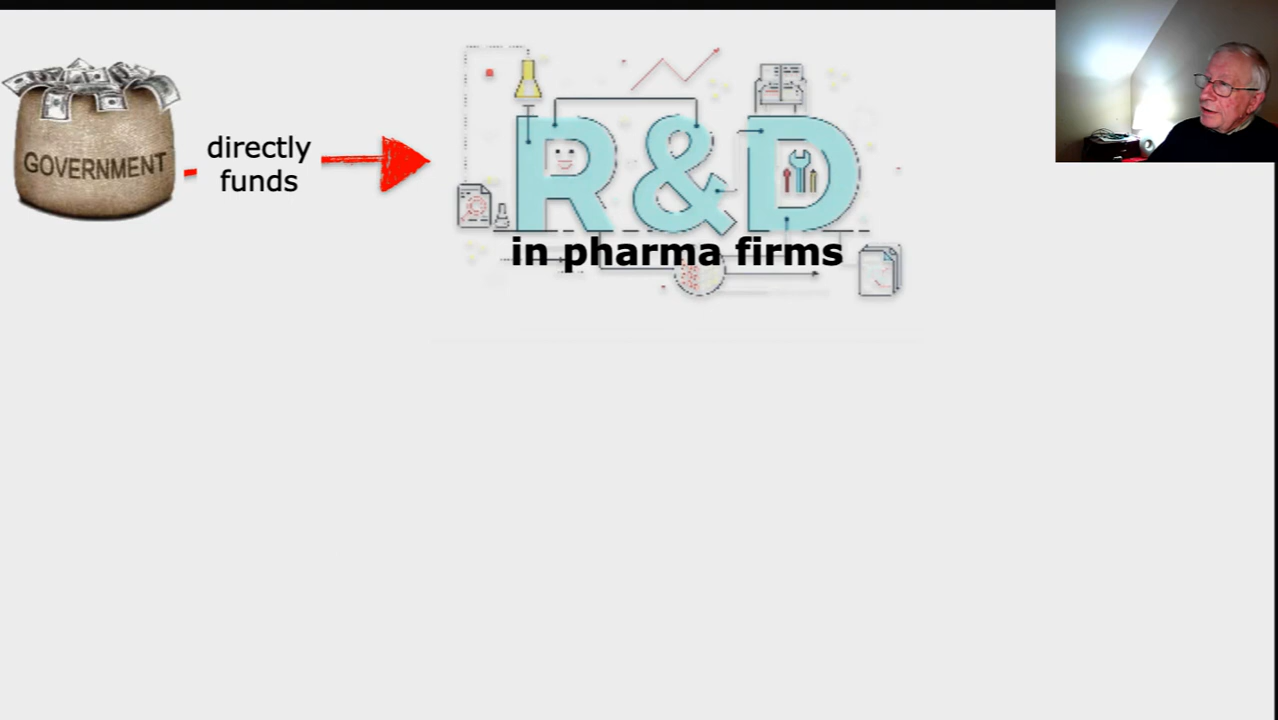 GOVERNMENT
directly
funds
R&D
in pharma firms